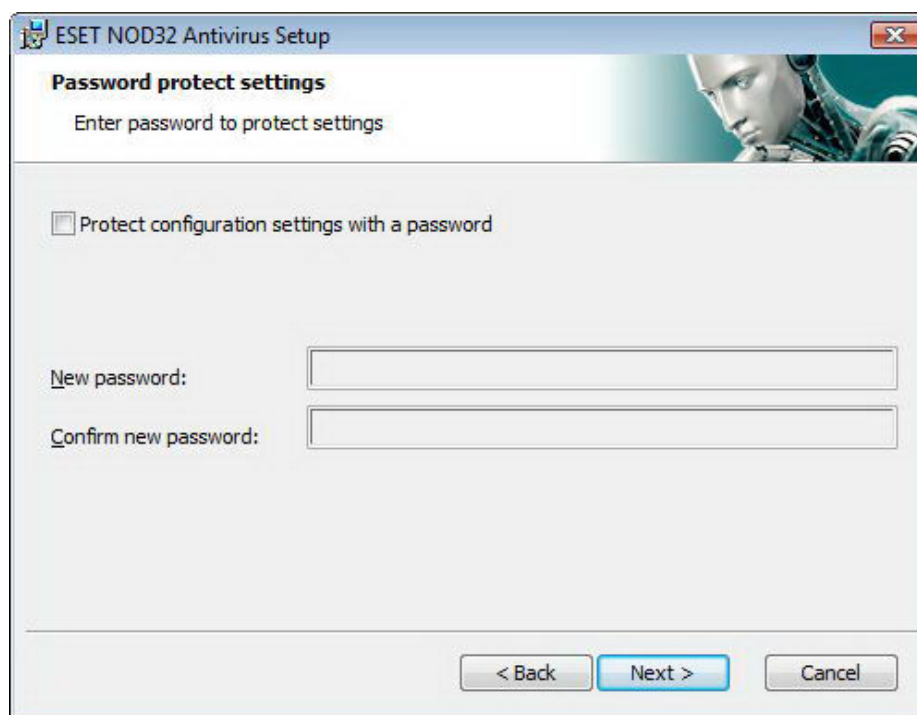 ESET NOD32 Antivirus Setup
Password protect settings
Enter password to protect settings
Protect configuration settings with a password
New password:
Confirm new password:
< Back Next > Cancel